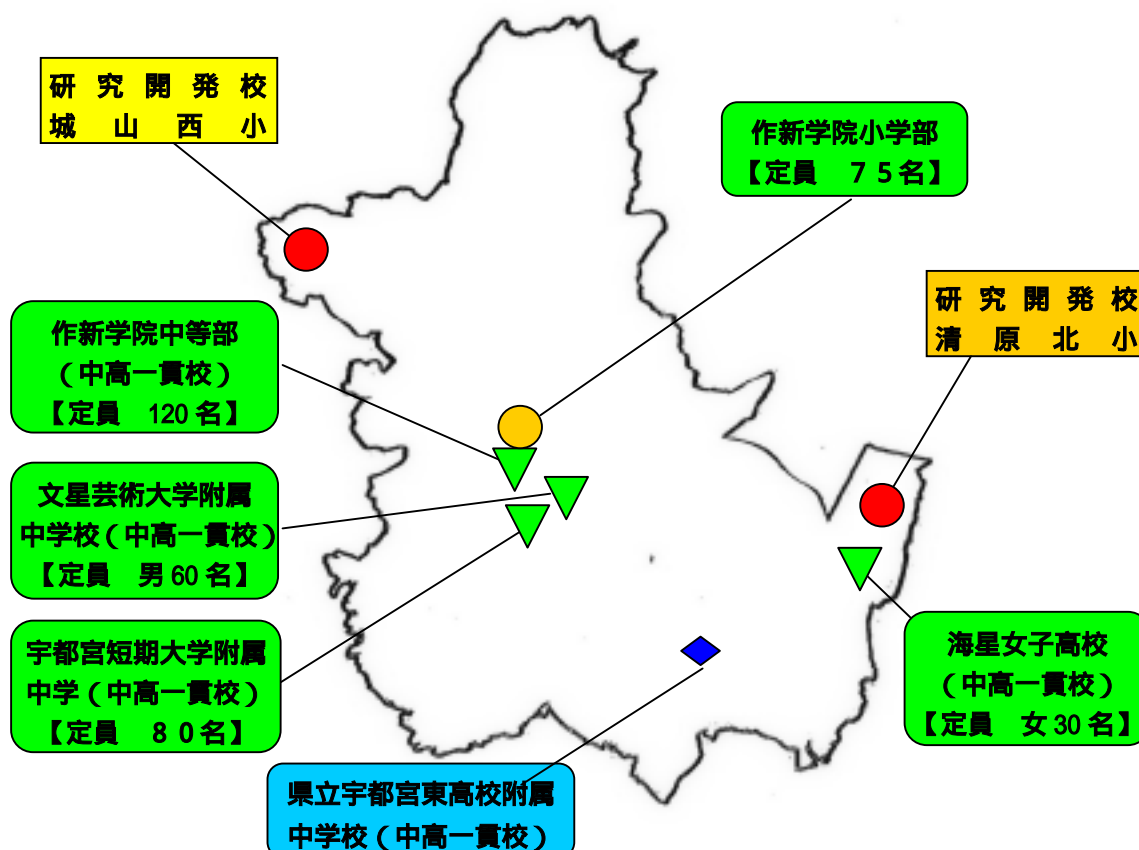 研究開発校
城山西小
作新学院小学部
【定員　７５名】
研究開発校
清原北小
作新学院中等部
（中高一貫校）
【定員　120名】
文星芸術大学附属
中学校（中高一貫校）
【定員　男60名】
宇都宮短期大学附属
中学（中高一貫校）
【定員　８０名】
海星女子高校
（中高一貫校）
【定員　女30名】
県立宇都宮東高校附属
中学校（中高一貫校）